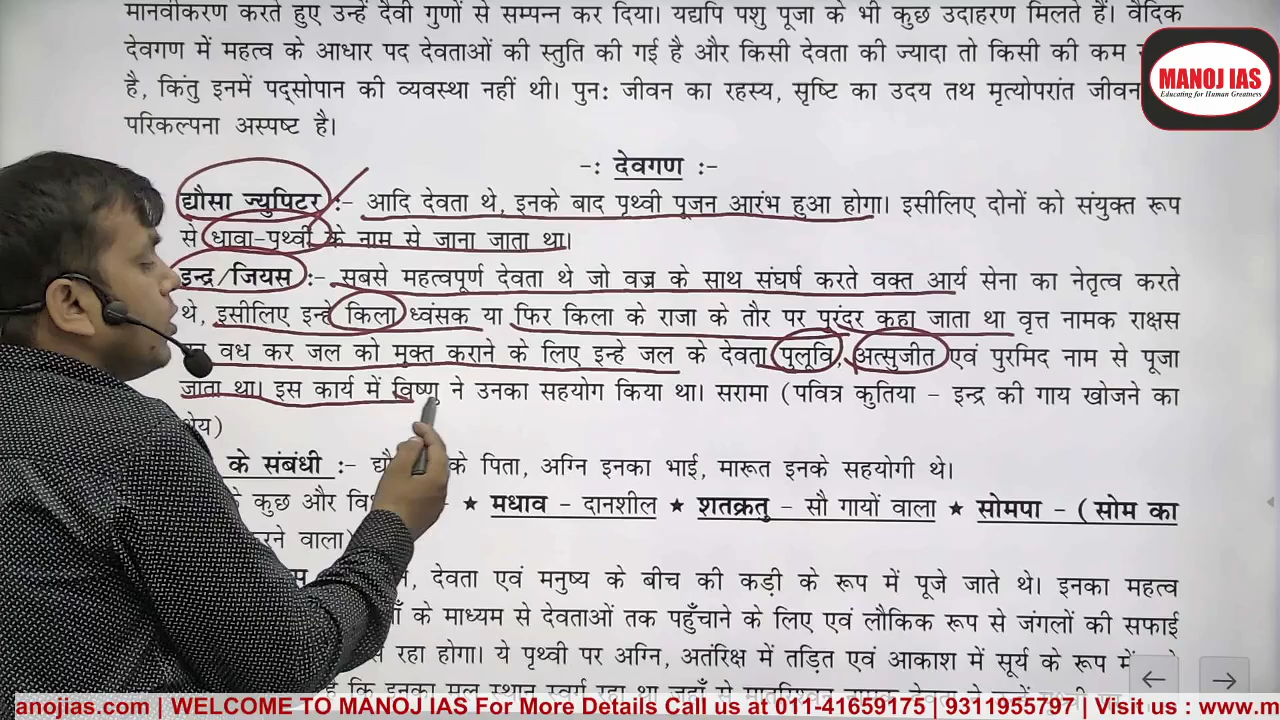 मानवीकरण करते हुए उन्हें दैवी गुणों से सम्पन्न कर दिया। यद्यपि पशु पूजा के भी कुछ उदाहरण मिलते हैं। वैदिक
देवगण में महत्व के आधार पद देवताओं की स्तुति की गई है और किसी देवता की ज्यादा तो किसी की कम
है, किंतु इनमें पद्सोपान की व्यवस्था नहीं थी। पुनः जीवन का रहस्य, सृष्टि का उदय तथ मृत्योपरांत जीवन
परिकल्पना अस्पष्ट है।
MANOJ IAS
Educating for Human Greatness
-: देवगण :-
द्यौसा ज्युपिटर :- आदि देवता थे, इनके बाद पृथ्वी पूजन आरंभ हुआ होगा। इसीलिए दोनों को संयुक्त रूप
से धावा-पृथ्वी के नाम से जाना जाता था।
इन्द्र/जियस :- सबसे महत्वपूर्ण देवता थे जो वज्र के साथ संघर्ष करते वक्त आर्य सेना का नेतृत्व करते
थे, इसीलिए इन्हे किला ध्वंसक या फिर किला के राजा के तौर पर पुरंदर कहा जाता था वृत्त नामक राक्षस
वध कर जल को मुक्त कराने के लिए इन्हे जल के देवता पुलूवि, अत्सुजीत एवं पुरमिद नाम से पूजा
जाता था। इस कार्य में विष्णु ने उनका सहयोग किया था। सरामा (पवित्र कुतिया - इन्द्र की गाय खोजने का
के संबंधी :- के पिता, अग्नि इनका भाई, मारूत इनके सहयोगी थे।
के कुछ और ★ मधाव - दानशील ★ शतक्रतु - सौ गायों वाला ★ सोमपा - (सोम का
वाला)
देवता एवं मनुष्य के बीच की कड़ी के रूप में पूजे जाते थे। इनका महत्व
के माध्यम से देवताओं तक पहुँचाने के लिए एवं लौकिक रूप से जंगलों की सफाई
रहा होगा। ये पृथ्वी पर अग्नि, अतंरिक्ष में तड़ित एवं आकाश में सूर्य के रूप में
anojias.com | WELCOME TO MANOJ IAS For More Details Call us at 011-41659175 | 9311955797 | Visit us : www.m